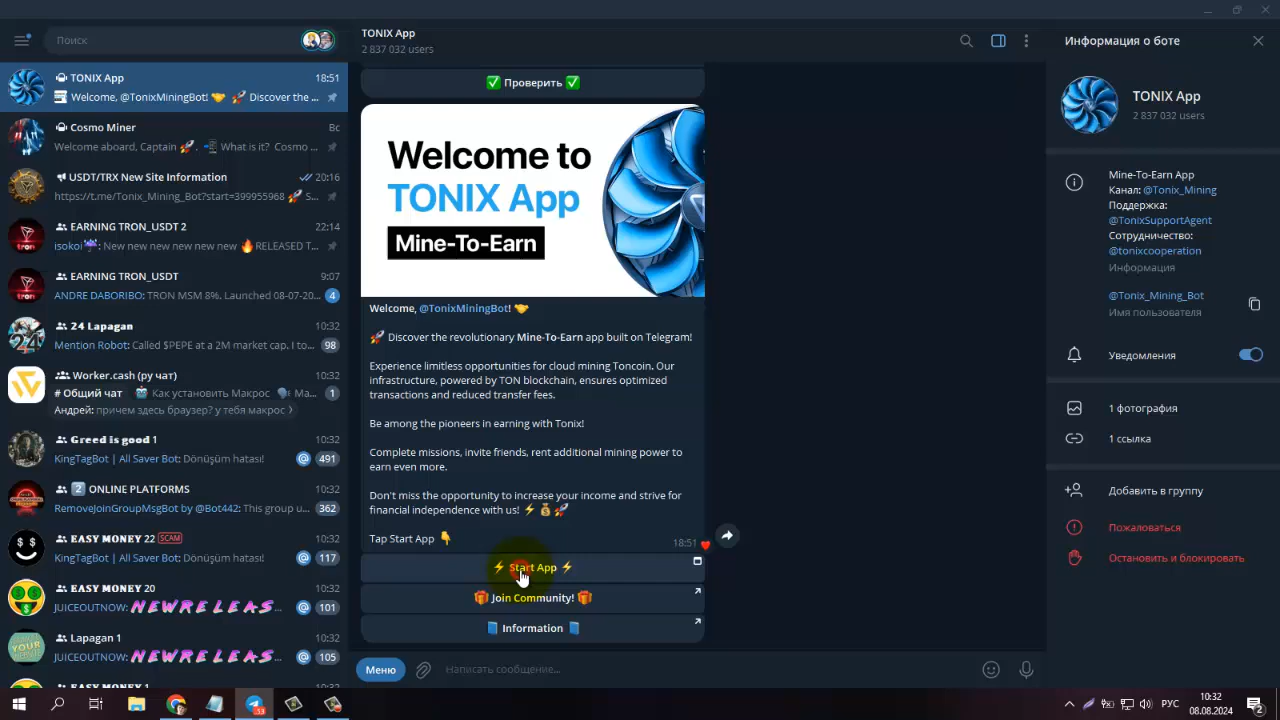 Поиск
TONIX App
18:51
Welcome, @TonixMiningBot! 🤝 🚀 Discover the ...
Cosmo Miner
Вс
Welcome aboard, Captain 🚀. 📲 What is it? Cosmo ...
USDT/TRX New Site Information
20:16
https://t.me/Tonix_Mining_Bot?start=399955968 🚀 S...
EARNING TRON_USDT 2
22:14
isokoi☔: New new new new new 🔥RELEASED T...
EARNING TRON_USDT
9:07
ANDRE DABORIBO: TRON MSM 8%. Launched 08-07-20...
4
24 Lapagan
10:32
Mention Robot: Called $PEPE at a 2M market cap. I to...
98
Worker.cash (ру чат)
10:32
# Общий чат Как установить Макрос Ma...
1
Андрей: причем здесь браузер? у тебя макрос
Greed is good 1
10:32
KingTagBot | All Saver Bot: Dönüşüm hatası!
@ 491
2 ONLINE PLATFORMS
10:32
RemoveJoinGroupMsgBot by @Bot442: This group u...
362
EASY MONEY 22 SCAM
10:32
KingTagBot | All Saver Bot: Dönüşüm hatası!
@ 117
EASY MONEY 20
10:32
JUICEOUTNOW: NEWRELEAS...
@ 101
Lapagan 1
10:32
JUICEOUTNOW: NEWRELEAS...
@ 105
EASY MONEY 1
10:32
TONIX App
2 837 032 users
✅ Проверить ✅
Welcome to
TONIX App
Mine-To-Earn
Welcome, @TonixMiningBot! 🤝
🚀 Discover the revolutionary Mine-To-Earn app built on Telegram!
Experience limitless opportunities for cloud mining Toncoin. Our
infrastructure, powered by TON blockchain, ensures optimized
transactions and reduced transfer fees.
Be among the pioneers in earning with Tonix!
Complete missions, invite friends, rent additional mining power to
earn even more.
Don't miss the opportunity to increase your income and strive for
financial independence with us! ⚡💰🚀
Tap Start App 👇
18:51
⚡ Start App ⚡
🎁 Join Community! 🎁
📘 Information 📘
Меню
Написать сообщение...
Информация о боте
TONIX App
2 837 032 users
Mine-To-Earn App
Канал: @Tonix_Mining
Поддержка:
@TonixSupportAgent
Сотрудничество:
@tonixcooperation
Информация
@Tonix_Mining_Bot
Имя пользователя
Уведомления
1 фотография
1 ссылка
Добавить в группу
Пожаловаться
Остановить и блокировать
РУС
10:32
08.08.2024
2